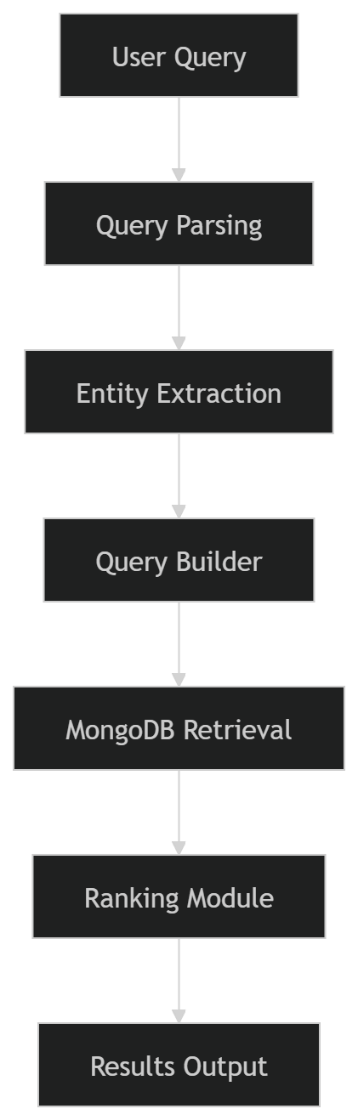 User Query
Query Parsing
Entity Extraction
Query Builder
MongoDB Retrieval
Ranking Module
Results Output